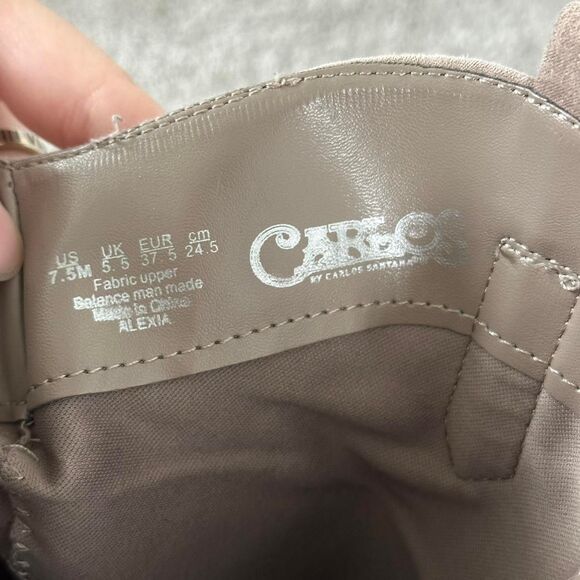 US UK EUR cm
7.5M 5.5 37.5 24.5
Fabric upper
Balance man made
Made in China
ALEXIA
CARLOS
BY CARLOS SANTANA